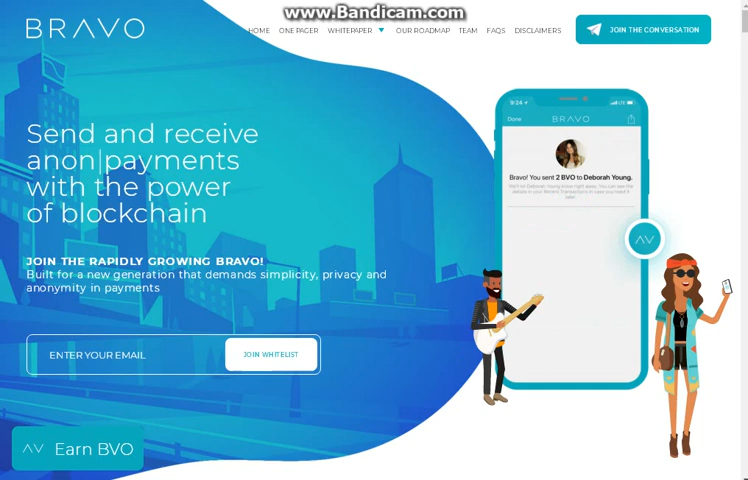 www.Bandicam.com
BRAVO
HOME ONE PAGER WHITEPAPER OUR ROADMAP TEAM FAQS DISCLAIMERS
JOIN THE CONVERSATION
Send and receive
anon|payments
with the power
of blockchain
JOIN THE RAPIDLY GROWING BRAVO!
Built for a new generation that demands simplicity, privacy and
anonymity in payments
ENTER YOUR EMAIL
JOIN WHITELIST
Earn BVO
9:24
Done BRAVO
Bravo! You sent 2 BVO to Deborah Young.